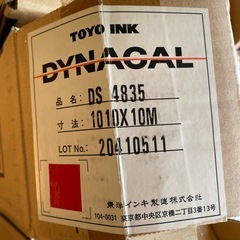 TOYO INK
DYNACAL
品名: DS 4835
寸法: 1010X10M
LOT No: 20410511
東洋インキ製造株式会社
104-0031 東京都中央区京橋二丁目3番13号